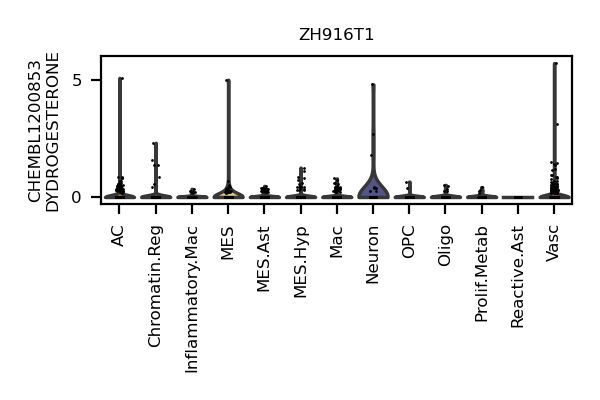 ZH916T1
CHEMBL1200853
DYDROGESTERONE
5
0
AC
Chromatin.Reg
Inflammatory.Mac
MES
MES.Ast
MES.Hyp
Mac
Neuron
OPC
Oligo
Prolif.Metab
Reactive.Ast
Vasc